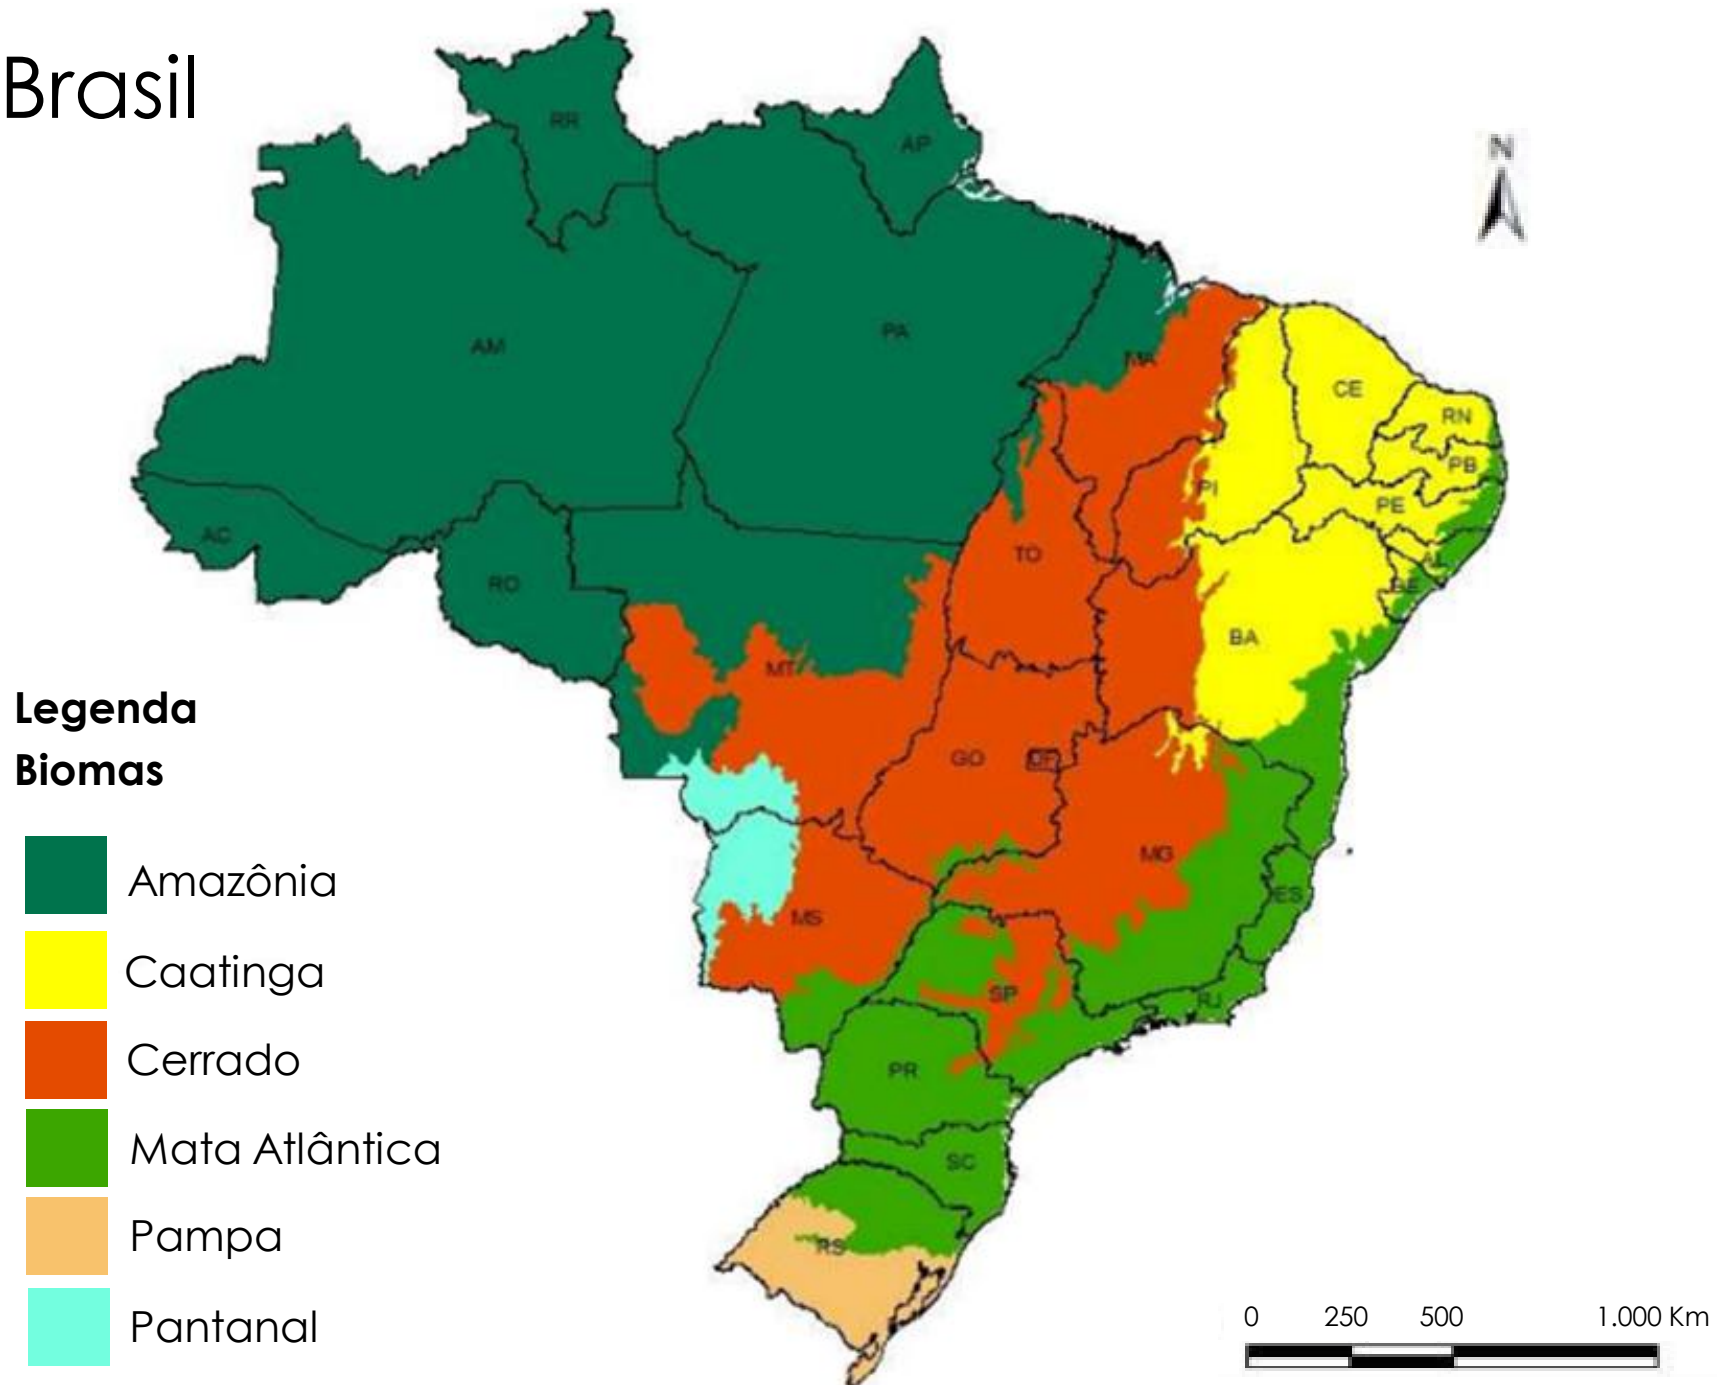 Brasil
N
RR
AP
AM
PA
MA
CE
RN
PB
PI
PE
AC
TO
AL
RO
SE
BA
MT
GO
DF
MG
ES
MS
SP
RJ
PR
SC
RS
Legenda
Biomas
Amazônia
Caatinga
Cerrado
Mata Atlântica
Pampa
Pantanal
0 250 500 1.000 Km